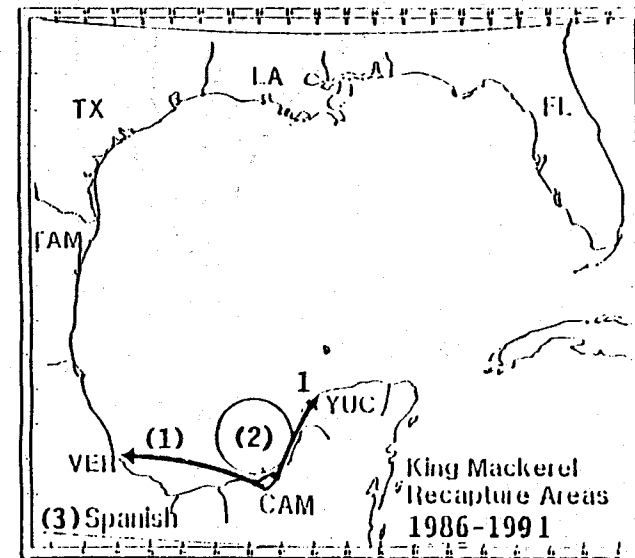 LA
TX
FL
TAM
1
YUC
(1)
(2)
VER
CAM
King Mackerel
Recapture Areas
1986-1991
(3) Spanish